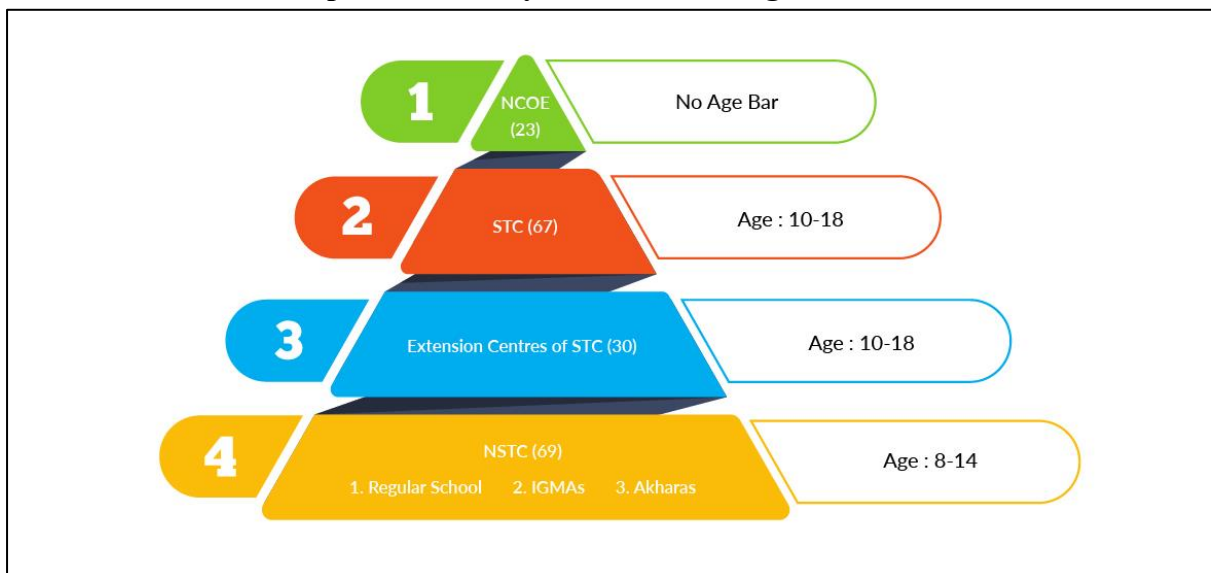 1
NCOE
(23)
No Age Bar
2
STC (67)
Age : 10-18
3
Extension Centres of STC (30)
Age : 10-18
4
NSTC (69)
1. Regular School 2. IGMAs 3. Akharas
Age : 8-14